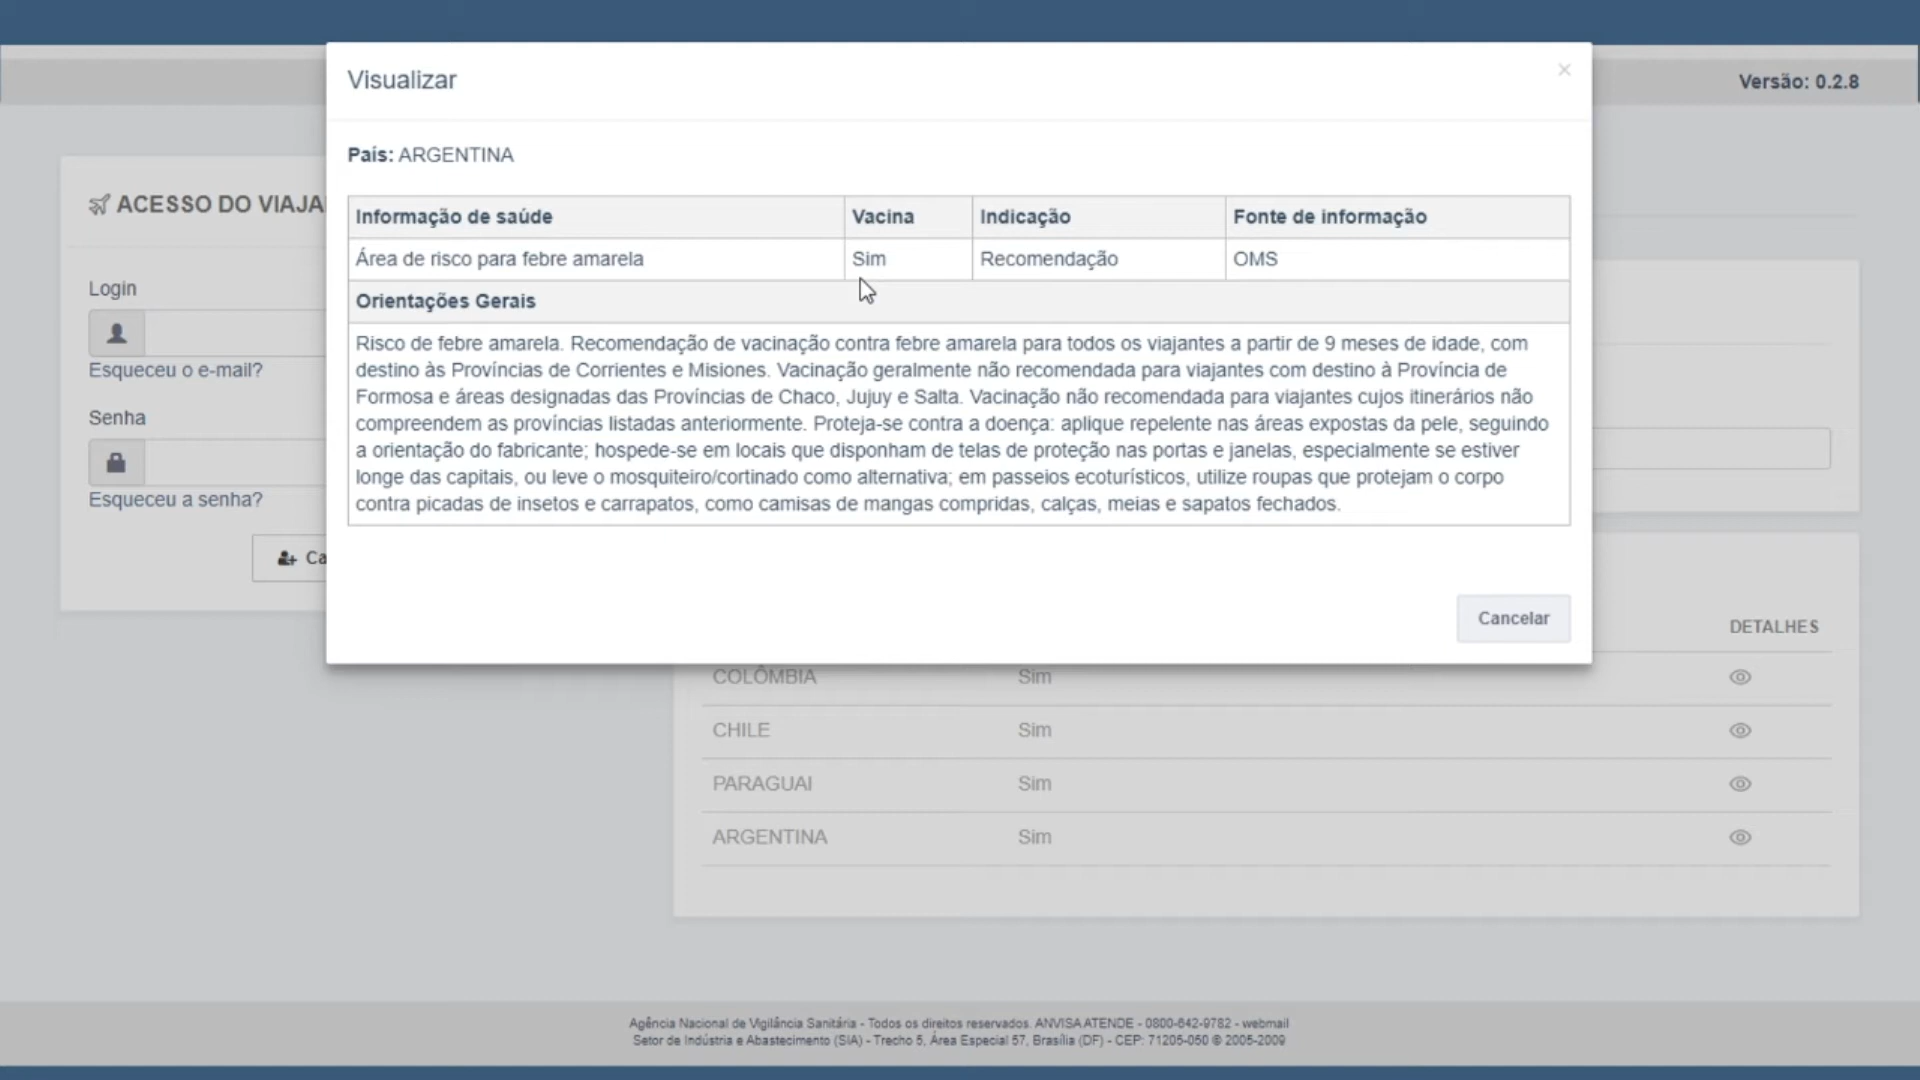 Visualizar
×
Versão: 0.2.8
País: ARGENTINA
ACESSO DO VIAJA
Informação de saúde Vacina Indicação Fonte de informação
Área de risco para febre amarela Sim Recomendação OMS
Orientações Gerais
Risco de febre amarela. Recomendação de vacinação contra febre amarela para todos os viajantes a partir de 9 meses de idade, com
destino às Províncias de Corrientes e Misiones. Vacinação geralmente não recomendada para viajantes com destino à Província de
Formosa e áreas designadas das Províncias de Chaco, Jujuy e Salta. Vacinação não recomendada para viajantes cujos itinerários não
compreendem as províncias listadas anteriormente. Proteja-se contra a doença: aplique repelente nas áreas expostas da pele, seguindo
a orientação do fabricante; hospede-se em locais que disponham de telas de proteção nas portas e janelas, especialmente se estiver
longe das capitais, ou leve o mosquiteiro/cortinado como alternativa; em passeios ecoturísticos, utilize roupas que protejam o corpo
contra picadas de insetos e carrapatos, como camisas de mangas compridas, calças, meias e sapatos fechados.
Login
Esqueceu o e-mail?
Senha
Esqueceu a senha?
Ca
Cancelar
DETALHES
COLÔMBIA Sim
CHILE Sim
PARAGUAI Sim
ARGENTINA Sim
Agência Nacional de Vigilância Sanitária - Todos os direitos reservados. ANVISA ATENDE - 0800-642-9782 - webmail
Setor de Indústria e Abastecimento (SIA) - Trecho 5, Área Especial 57, Brasília (DF) - CEP: 71205-050 © 2005-2009